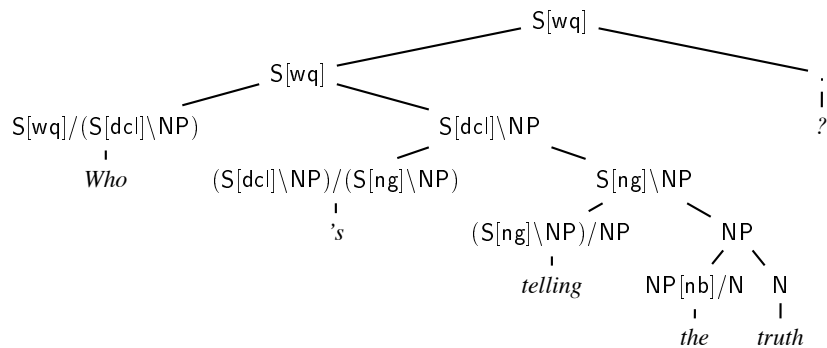 S[wq]
S[wq] .
S[wq]/(S[dcl]\NP) S[dcl]\NP ?
Who (S[dcl]\NP)/(S[ng]\NP) S[ng]\NP
's (S[ng]\NP)/NP NP
telling NP[nb]/N N
the truth